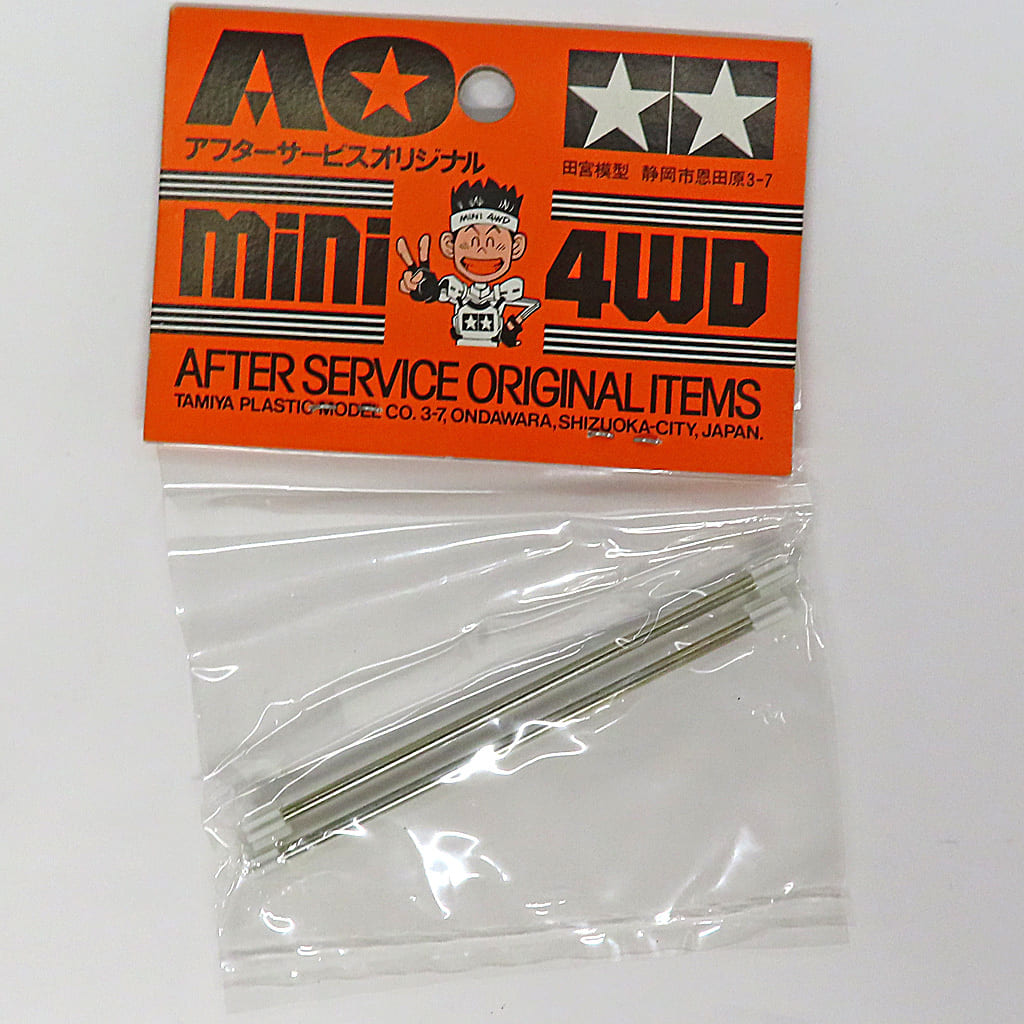 AO
アフターサービスオリジナル
田宮模型 静岡市恩田原3-7
mini 4WD
MINI 4WD
AFTER SERVICE ORIGINAL ITEMS
TAMIYA PLASTIC MODEL CO. 3-7, ONDAWARA, SHIZUOKA-CITY, JAPAN.